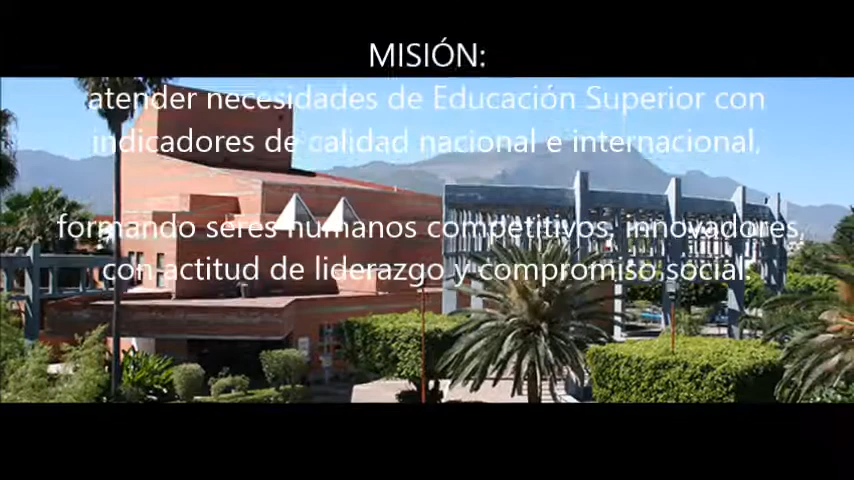 MISIÓN:
atender necesidades de Educación Superior con
indicadores de calidad nacional e internacional,
formando seres humanos competitivos, innovadores,
con actitud de liderazgo y compromiso social.